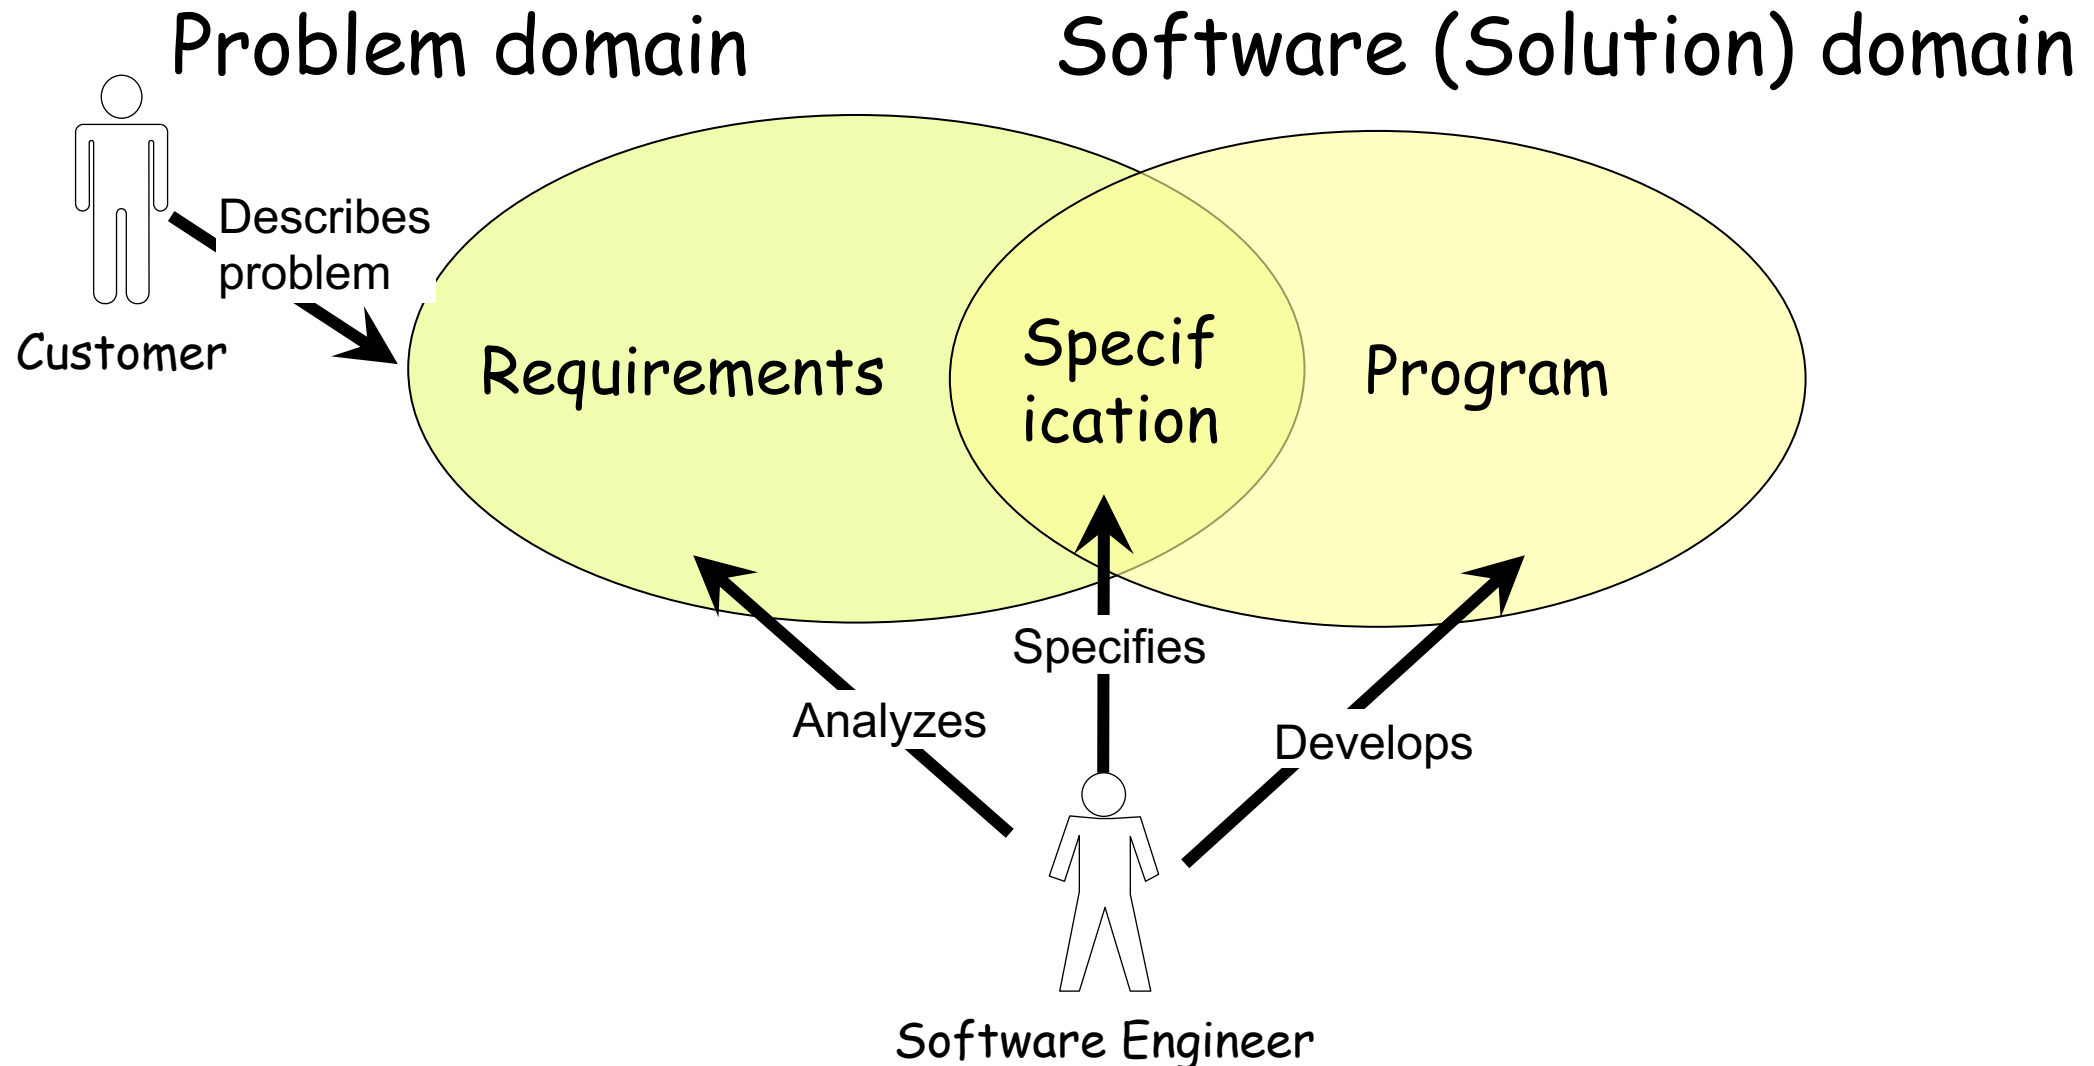 Problem domain
Software (Solution) domain
Describes
problem
Customer
Requirements
Specif
ication
Program
Specifies
Analyzes
Develops
Software Engineer